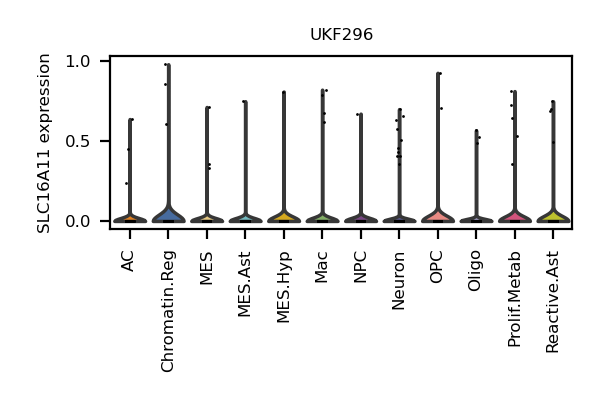 UKF296
SLC16A11 expression
1.0
0.5
0.0
AC
Chromatin.Reg
MES
MES.Ast
MES.Hyp
Mac
NPC
Neuron
OPC
Oligo
Prolif.Metab
Reactive.Ast